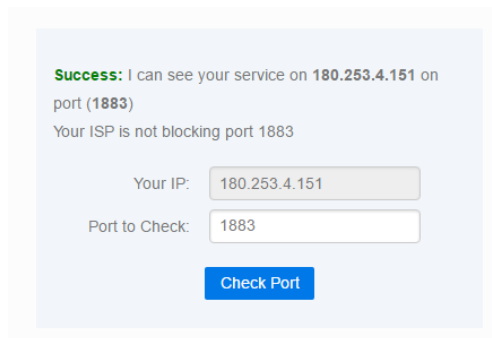 Success: I can see your service on 180.253.4.151 on
port (1883)
Your ISP is not blocking port 1883
Your IP: 180.253.4.151
Port to Check: 1883
Check Port